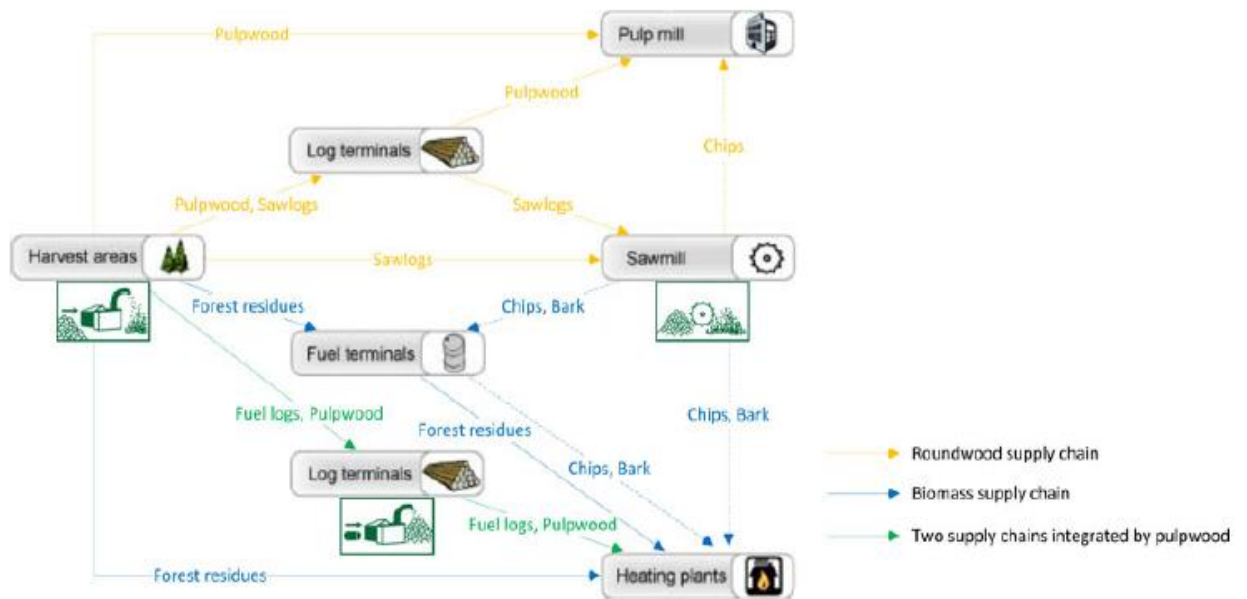 Pulpwood
Pulp mill
Pulpwood
Log terminals
Chips
Pulpwood, Sawlogs
Sawlogs
Harvest areas
Sawlogs
Sawmill
Forest residues
Chips, Bark
Fuel terminals
Fuel logs, Pulpwood
Forest residues
Chips, Bark
Chips, Bark
Roundwood supply chain
Log terminals
Biomass supply chain
Fuel logs, Pulpwood
Two supply chains integrated by pulpwood
Forest residues
Heating plants